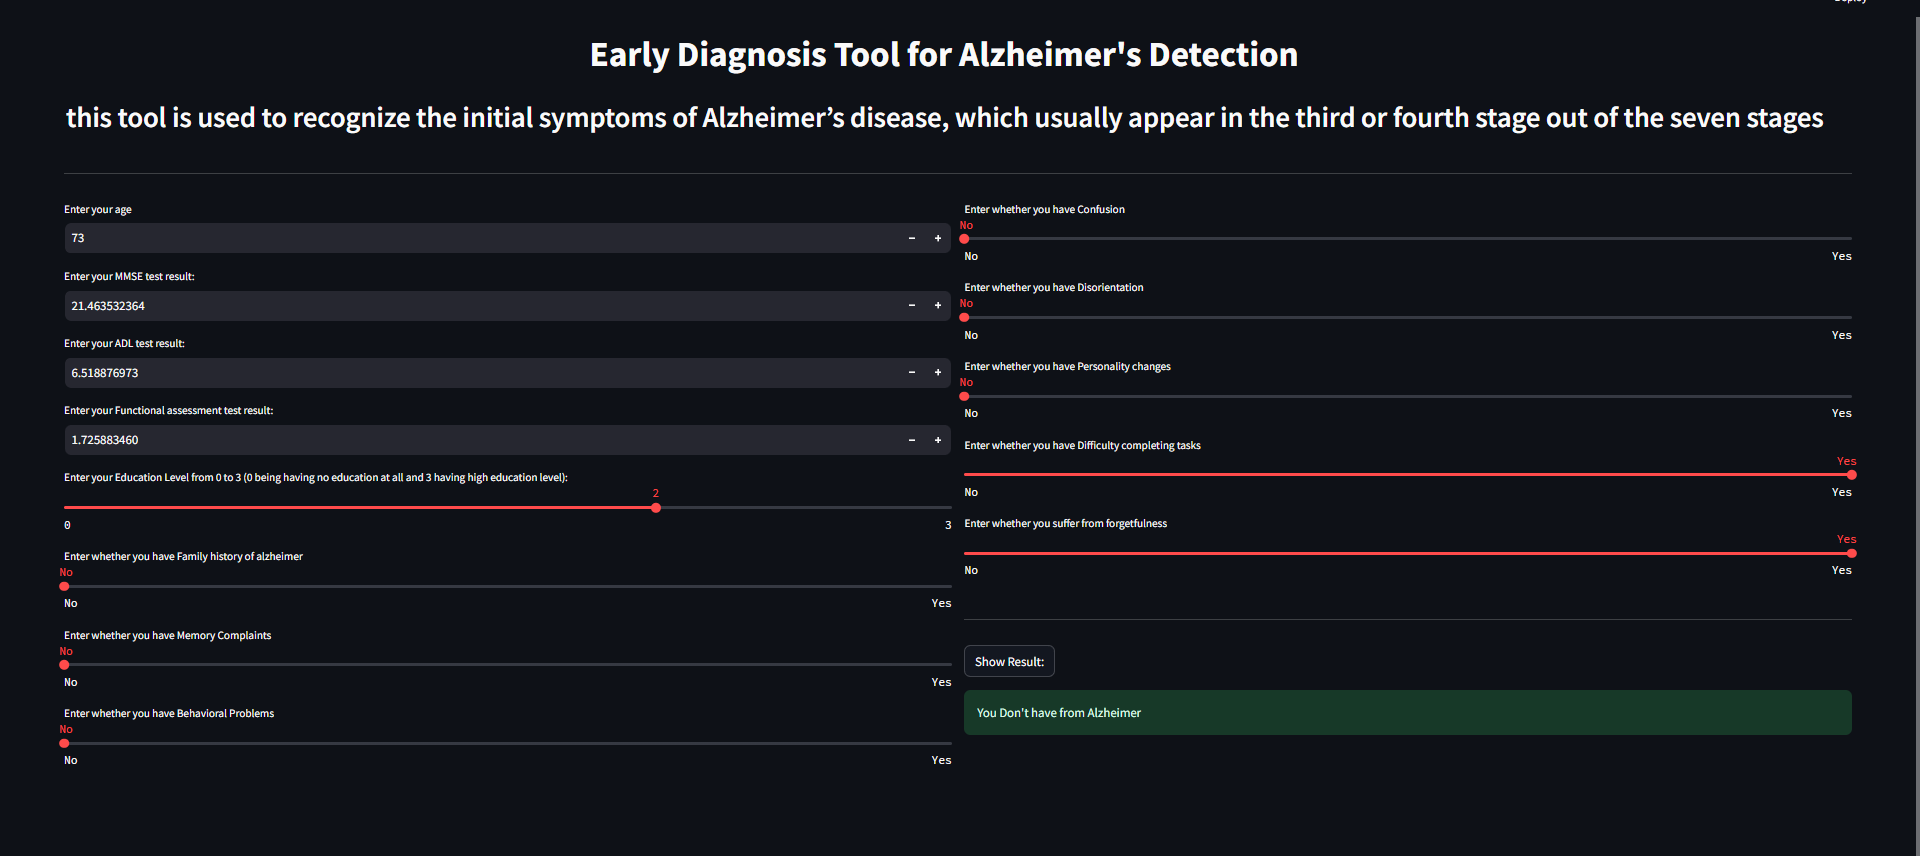 Deploy
Early Diagnosis Tool for Alzheimer's Detection
this tool is used to recognize the initial symptoms of Alzheimer’s disease, which usually appear in the third or fourth stage out of the seven stages
Enter your age
73
Enter your MMSE test result:
21.463532364
Enter your ADL test result:
6.518876973
Enter your Functional assessment test result:
1.725883460
Enter your Education Level from 0 to 3 (0 being having no education at all and 3 having high education level):
2
0 3
Enter whether you have Family history of alzheimer
No
No Yes
Enter whether you have Memory Complaints
No
No Yes
Enter whether you have Behavioral Problems
No
No Yes
Enter whether you have Confusion
No
No Yes
Enter whether you have Disorientation
No
No Yes
Enter whether you have Personality changes
No
No Yes
Enter whether you have Difficulty completing tasks
Yes
No Yes
Enter whether you suffer from forgetfulness
Yes
No Yes
Show Result:
You Don't have from Alzheimer